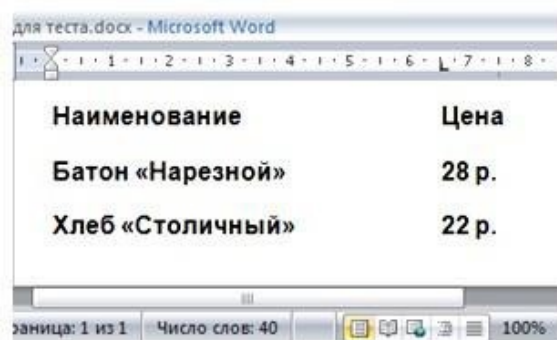 для теста.docx - Microsoft Word
1 2 3 4 5 6 7 8
Наименование Цена
Батон «Нарезной» 28 р.
Хлеб «Столичный» 22 р.
раница: 1 из 1 Число слов: 40 100%